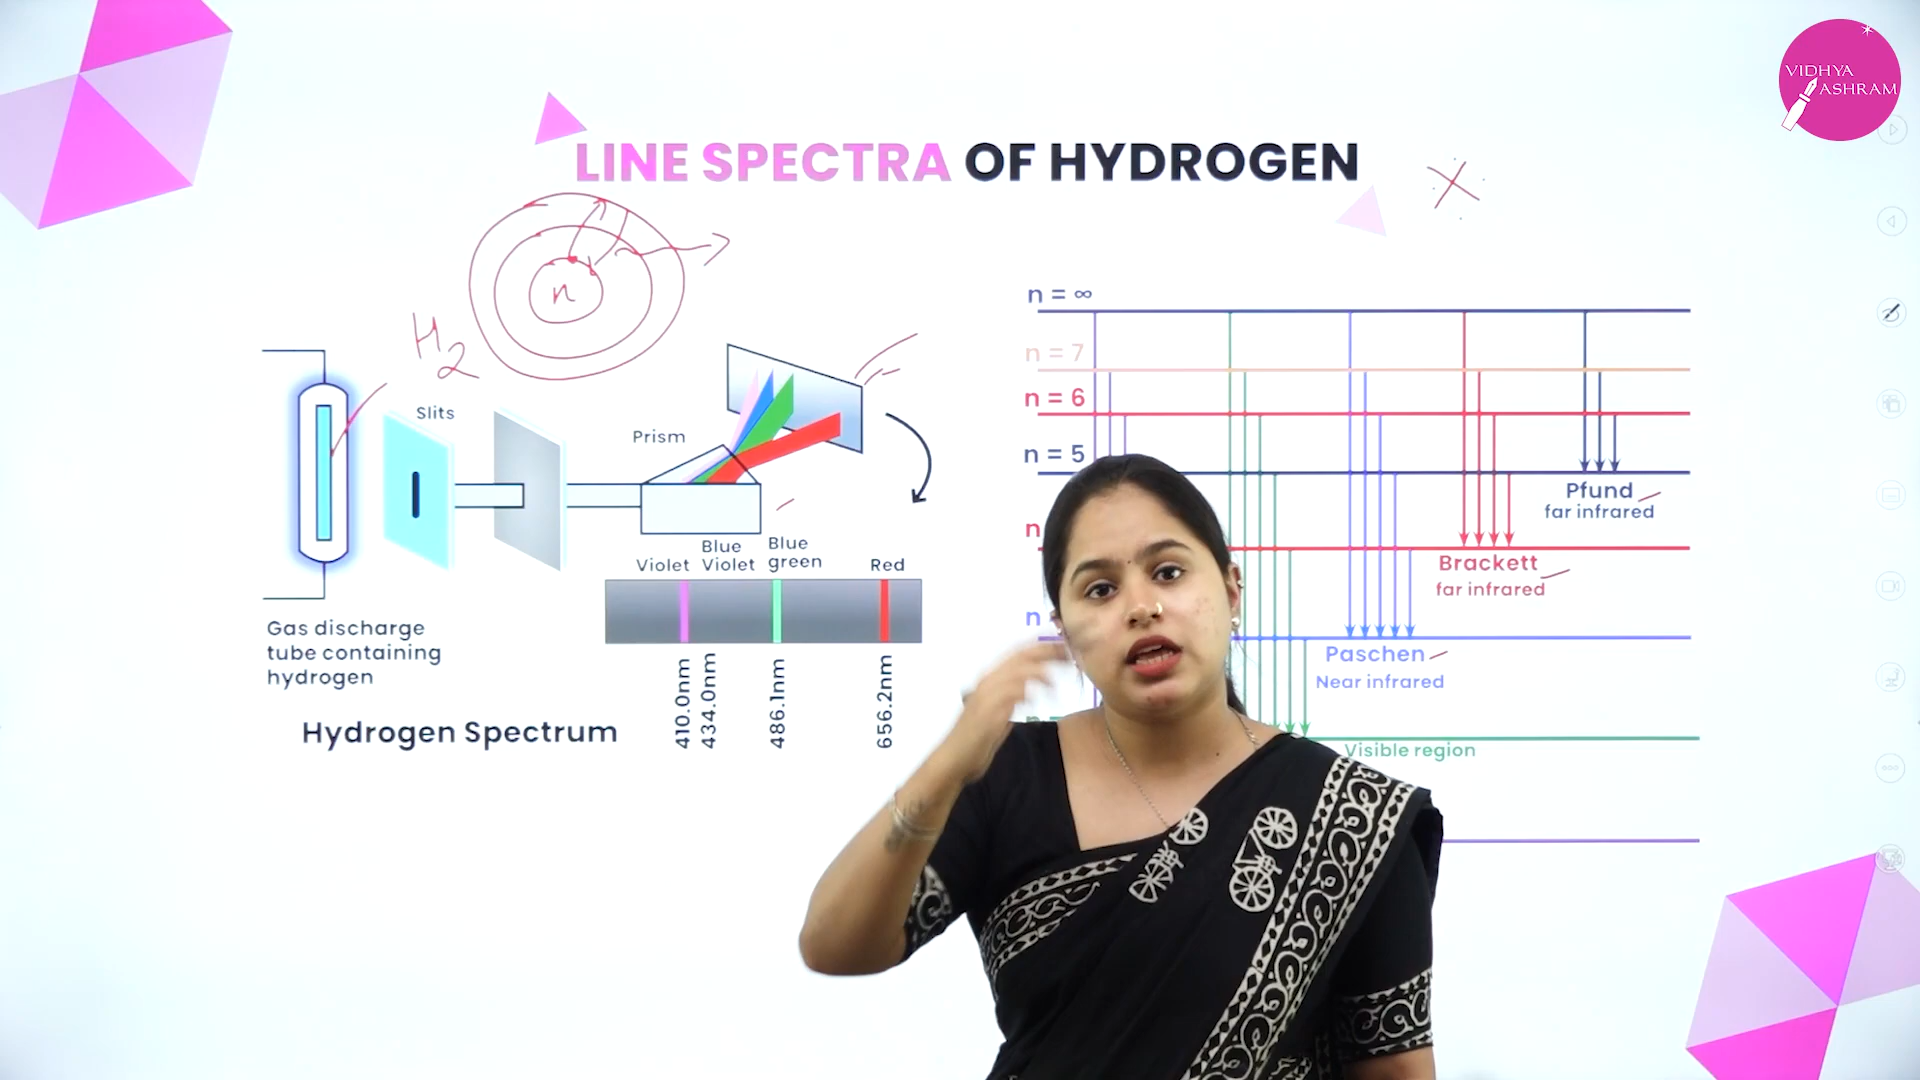 VIDHYA
ASHRAM
LINE SPECTRA OF HYDROGEN
n
H2
Slits
Prism
Violet
Blue
Violet
Blue
green
Red
410.0nm
434.0nm
486.1nm
656.2nm
Gas discharge
tube containing
hydrogen
Hydrogen Spectrum
n = ∞
n = 7
n = 6
n = 5
n
n
Pfund
far infrared
Brackett
far infrared
Paschen
Near infrared
Visible region